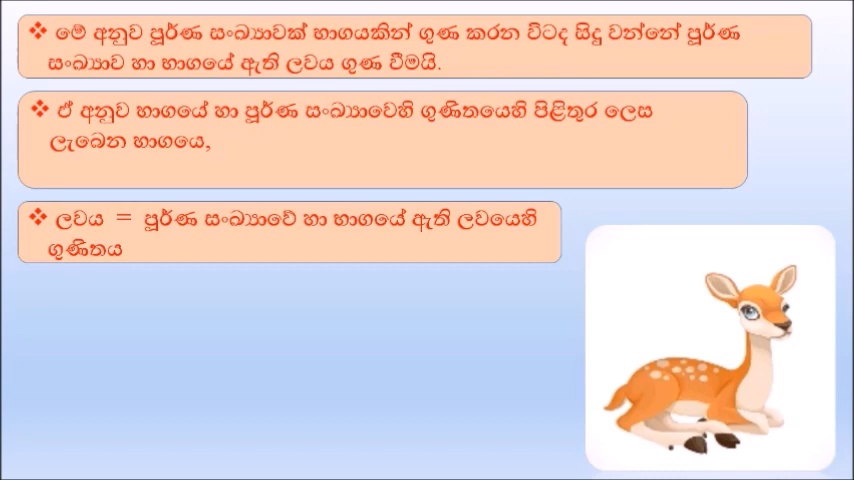 ❖ මේ අනුව පූර්ණ සංඛ්‍යාවක් භාගයකින් ගුණ කරන විටද සිදු වන්නේ පූර්ණ
සංඛ්‍යාව හා භාගයේ ඇති ලවය ගුණ වීමයි.
❖ ඒ අනුව භාගයේ හා පූර්ණ සංඛ්‍යාවෙහි ගුණිතයෙහි පිළිතුර ලෙස
ලැබෙන භාගයෙ,
❖ ලවය = පූර්ණ සංඛ්‍යාවේ හා භාගයේ ඇති ලවයෙහි
ගුණිතය